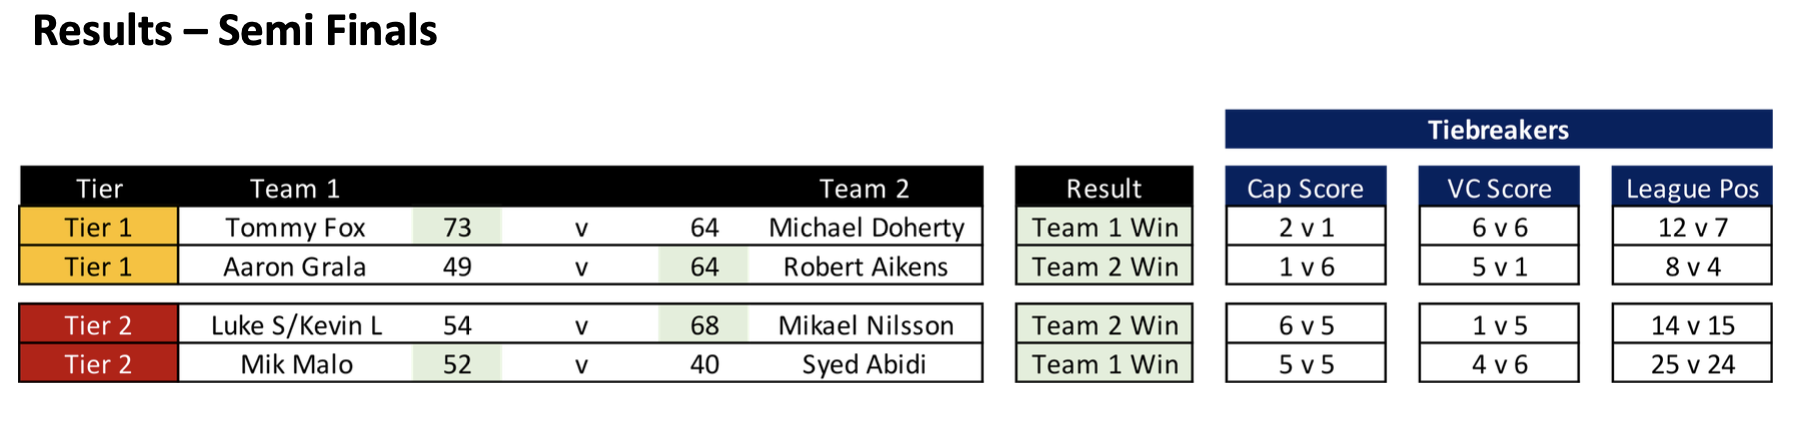 Results – Semi Finals
Tiebreakers
Tier Team 1 Team 2 Result Cap Score VC Score League Pos
Tier 1 Tommy Fox 73 v 64 Michael Doherty Team 1 Win 2 v 1 6 v 6 12 v 7
Tier 1 Aaron Grala 49 v 64 Robert Aikens Team 2 Win 1 v 6 5 v 1 8 v 4
Tier 2 Luke S/Kevin L 54 v 68 Mikael Nilsson Team 2 Win 6 v 5 1 v 5 14 v 15
Tier 2 Mik Malo 52 v 40 Syed Abidi Team 1 Win 5 v 5 4 v 6 25 v 24